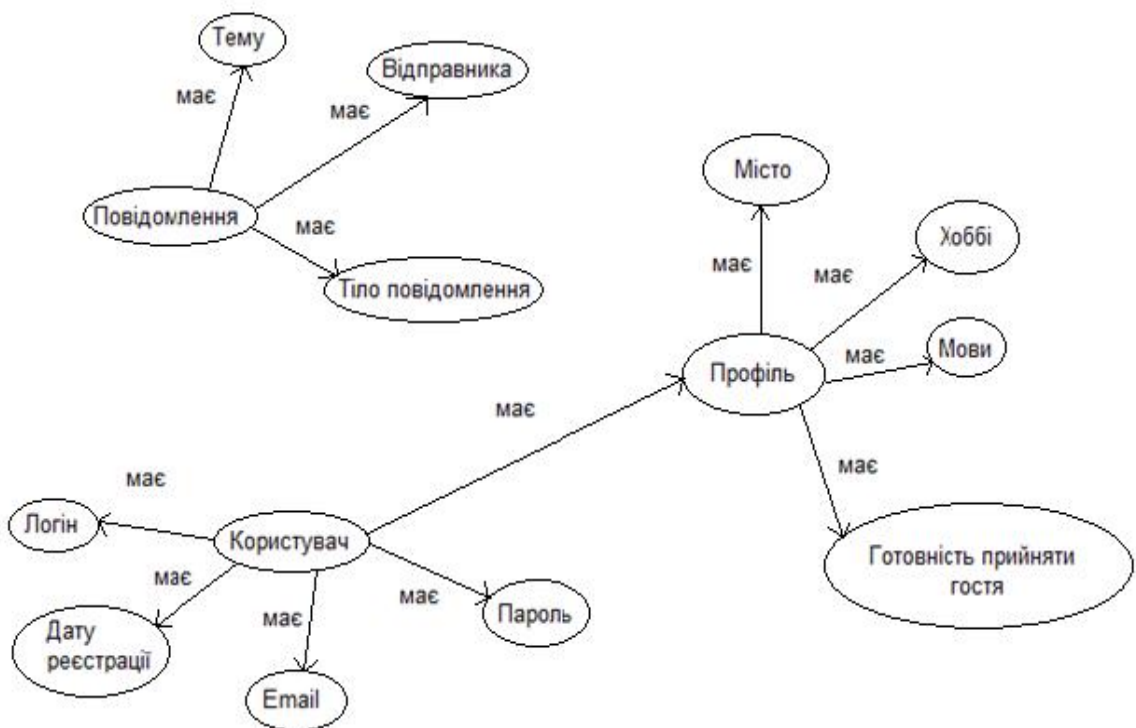 Тему
Відправника
має
має
Повідомлення
має
Тіло повідомлення
Місто
Хоббі
має
має
Мови
має
Профіль
має
має
має
Логін
Користувач
Готовність прийняти
гостя
має
має
має
Пароль
Дату
реєстрації
Email